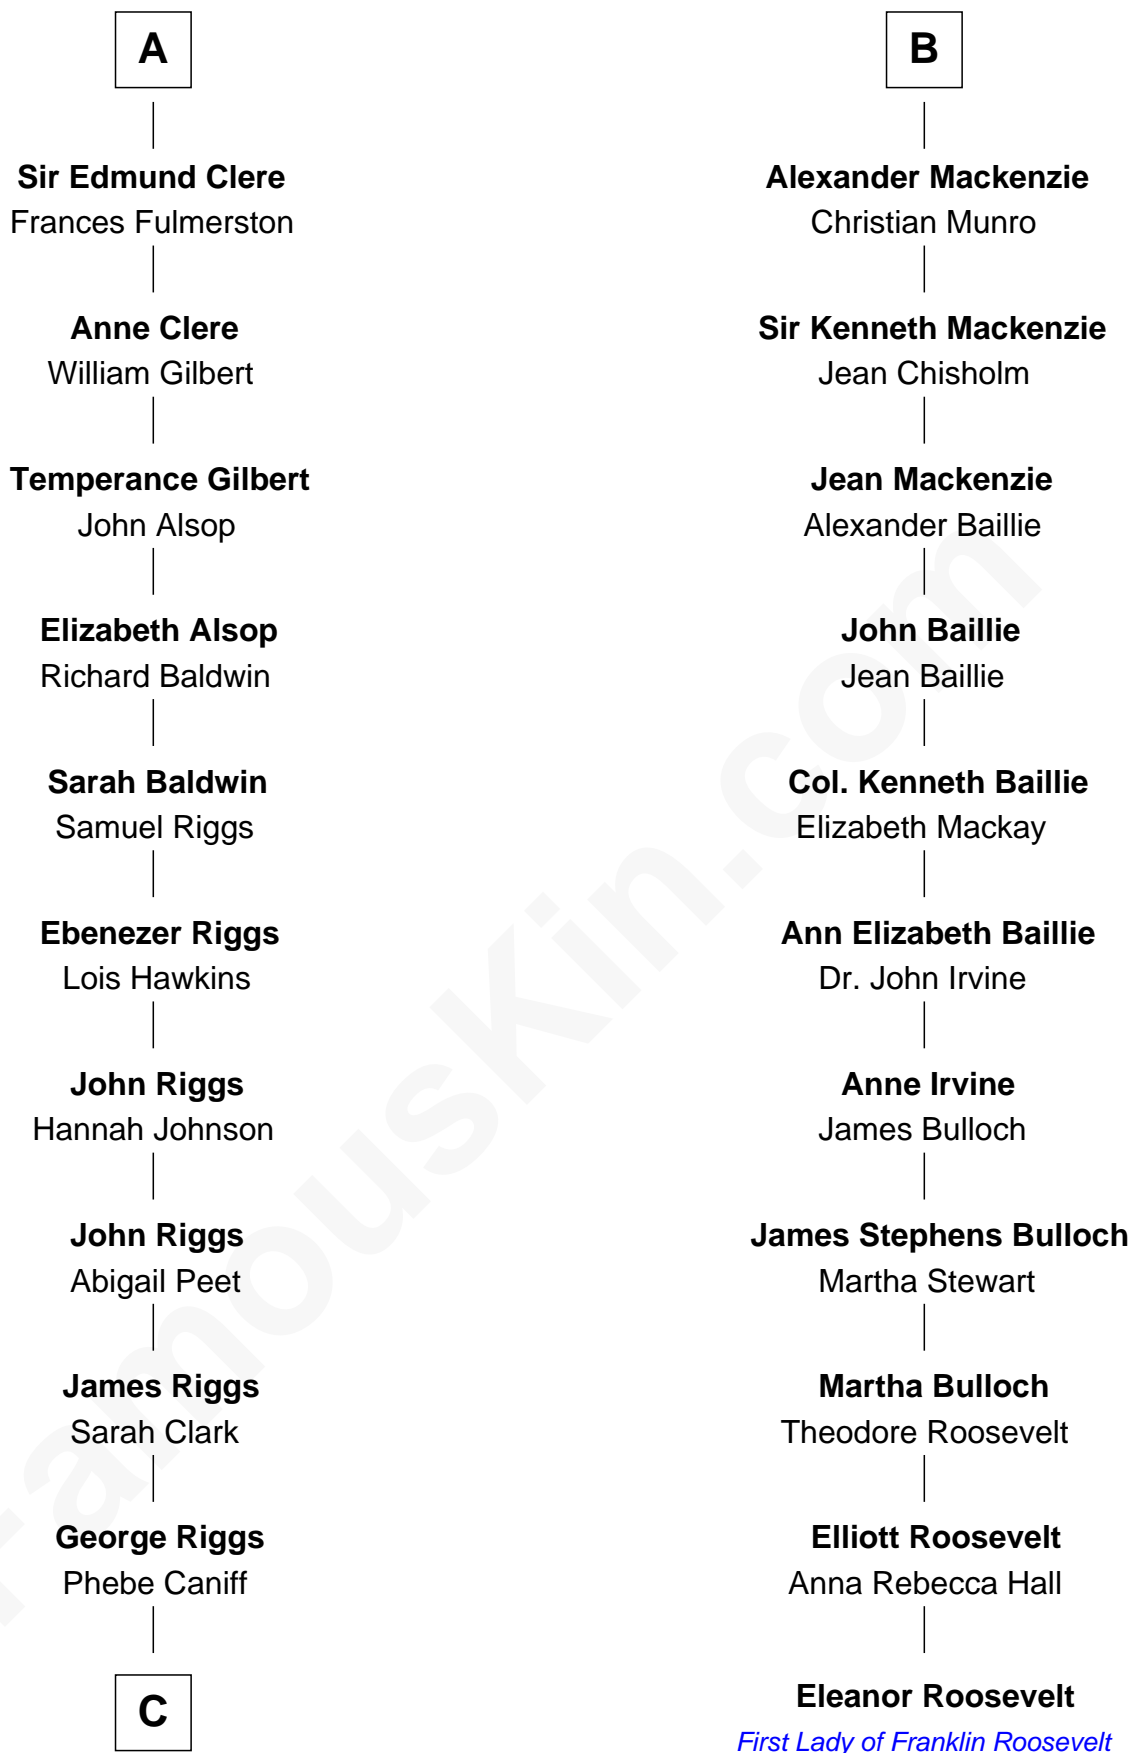 A
Sir Edmund Clere
Frances Fulmerston
Anne Clere
William Gilbert
Temperance Gilbert
John Alsop
Elizabeth Alsop
Richard Baldwin
Sarah Baldwin
Samuel Riggs
Ebenezer Riggs
Lois Hawkins
John Riggs
Hannah Johnson
John Riggs
Abigail Peet
James Riggs
Sarah Clark
George Riggs
Phebe Caniff
C
B
Alexander Mackenzie
Christian Munro
Sir Kenneth Mackenzie
Jean Chisholm
Jean Mackenzie
Alexander Baillie
John Baillie
Jean Baillie
Col. Kenneth Baillie
Elizabeth Mackay
Ann Elizabeth Baillie
Dr. John Irvine
Anne Irvine
James Bulloch
James Stephens Bulloch
Martha Stewart
Martha Bulloch
Theodore Roosevelt
Elliott Roosevelt
Anna Rebecca Hall
Eleanor Roosevelt
First Lady of Franklin Roosevelt
FamousKin.com